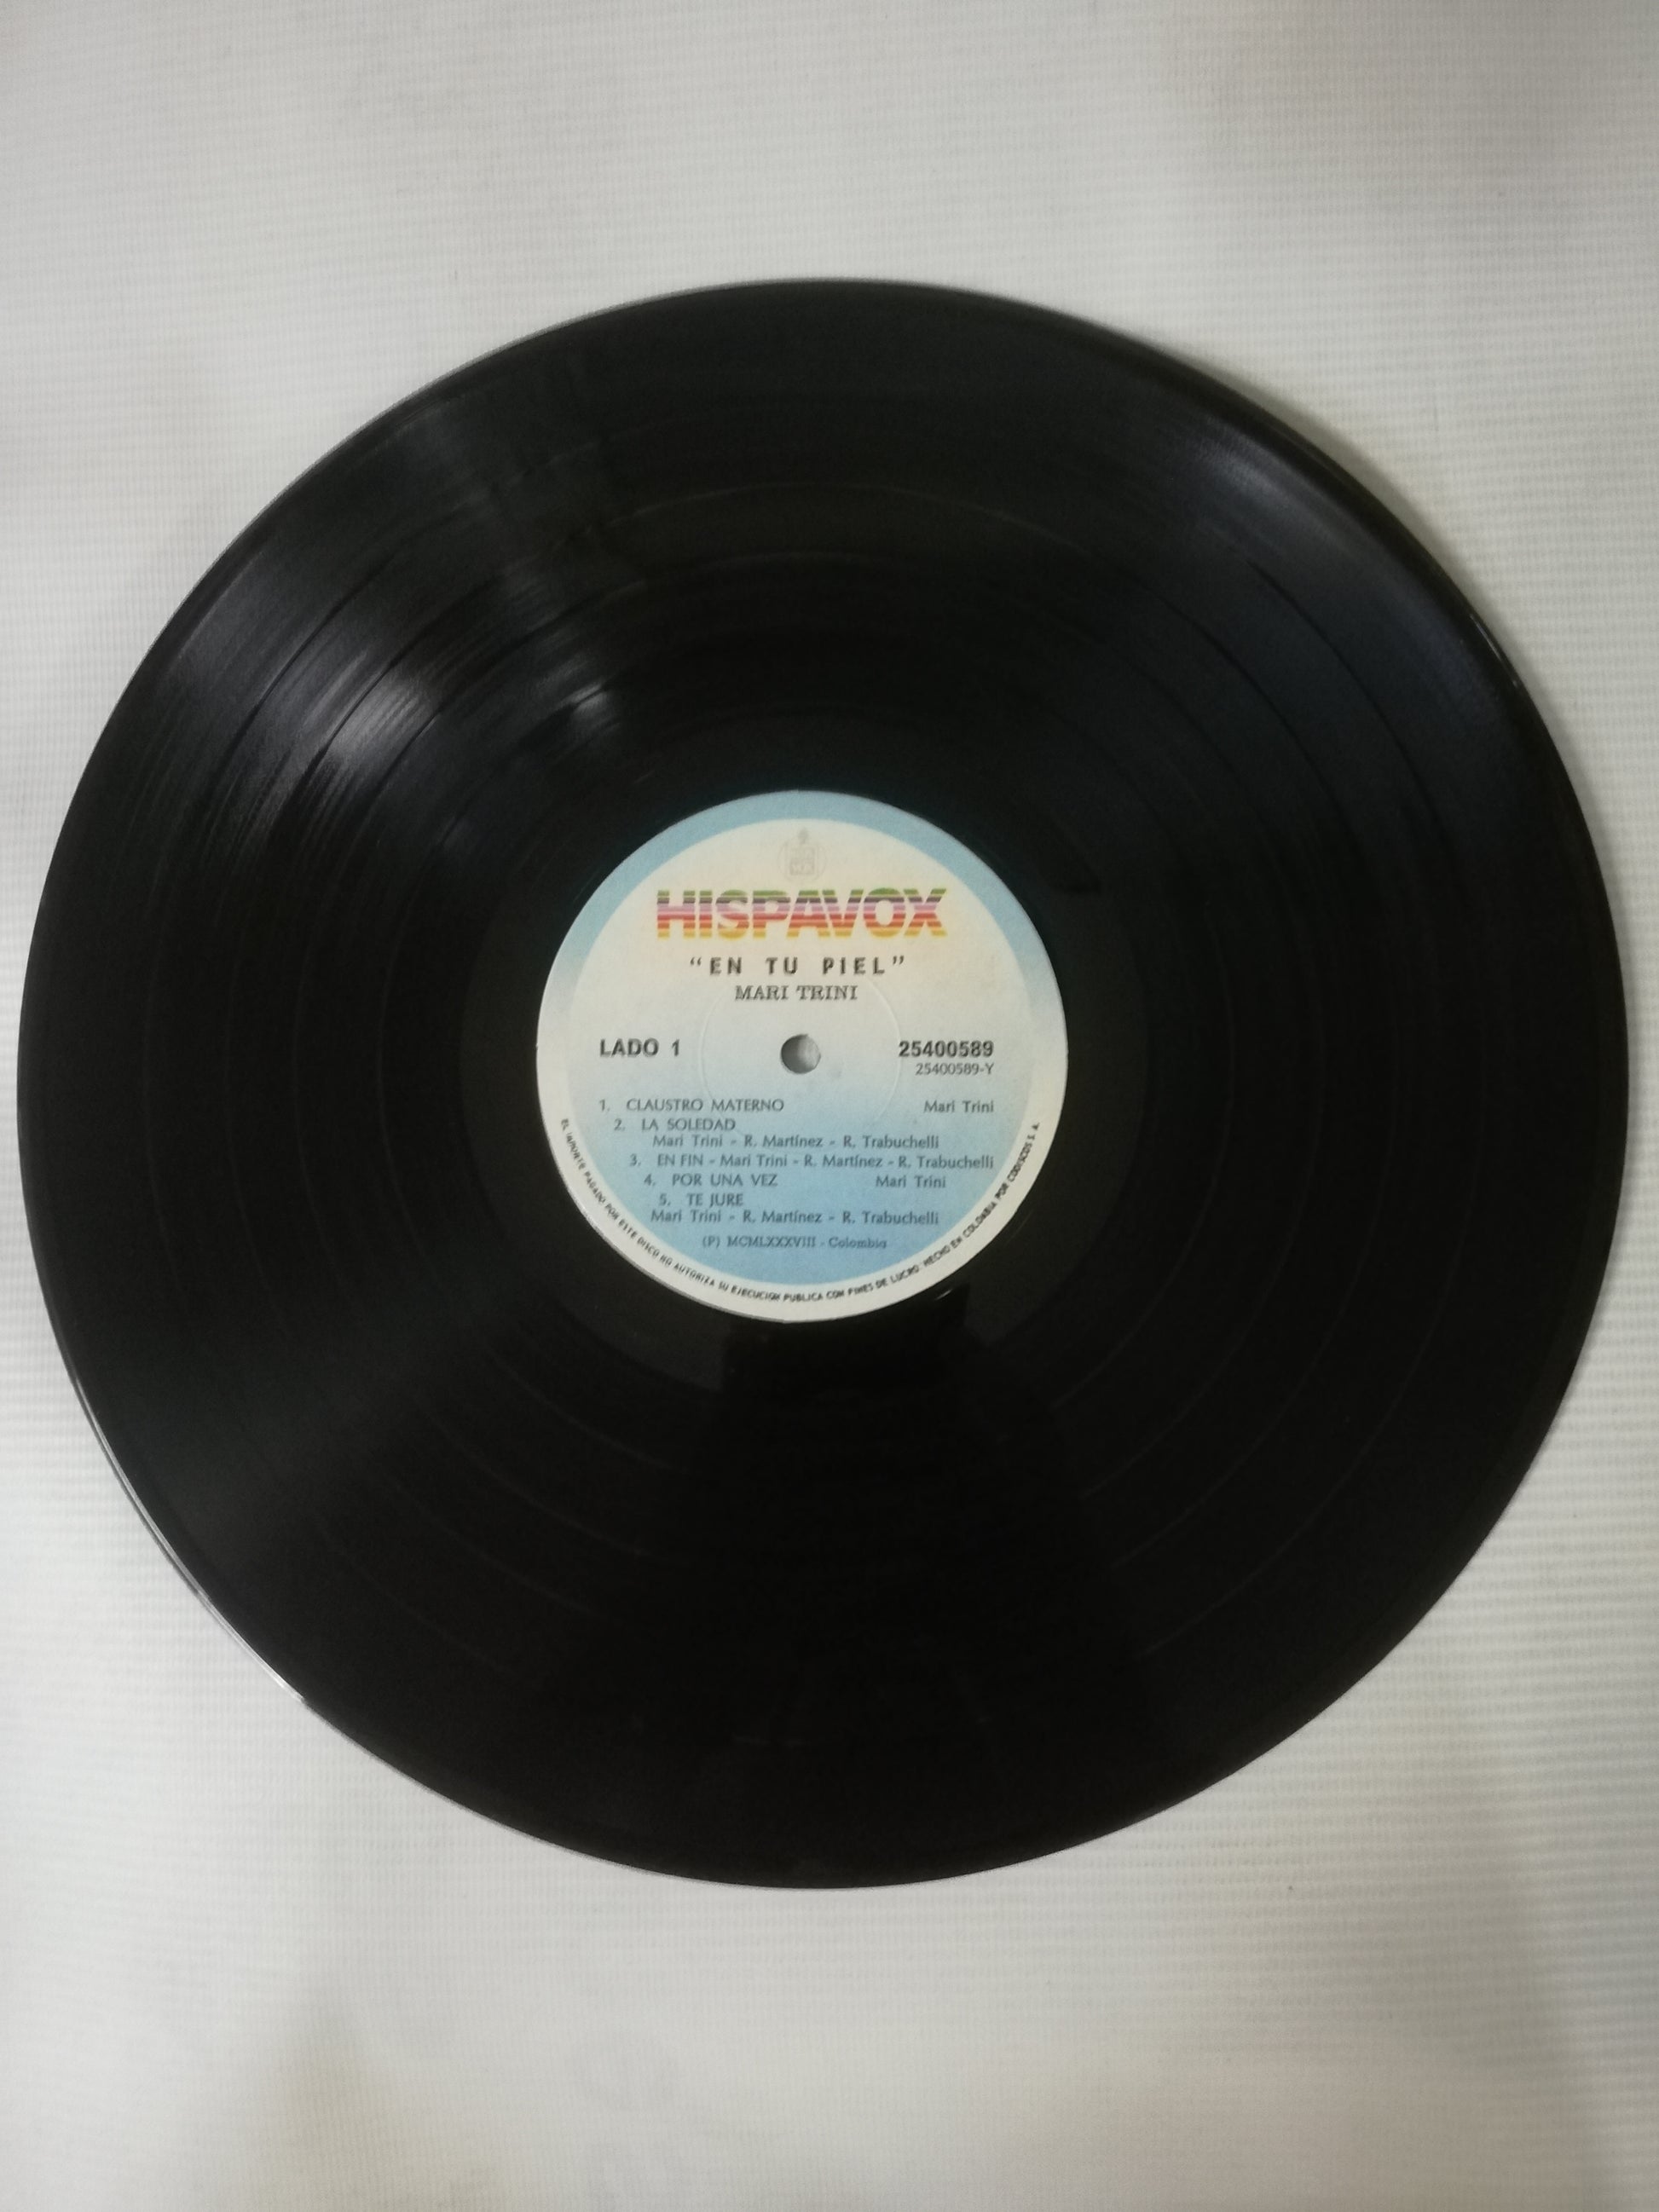 HISPAVOX
“EN TU PIEL”
MARI TRINI
LADO 1 25400589
25400589-Y
1. CLAUSTRO MATERNO Mari Trini
2. LA SOLEDAD
Mari Trini - R. Martínez - R. Trabuchelli
3. EN FIN - Mari Trini - R. Martínez - R. Trabuchelli
4. POR UNA VEZ Mari Trini
5. TE JURE
Mari Trini - R. Martínez - R. Trabuchelli
(P) MCMLXXXVIII - Colombia
EL IMPORTE PAGADO POR ESTE DISCO NO AUTORIZA SU EJECUCION PUBLICA CON FINES DE LUCRO. HECHO EN COLOMBIA POR CODISCOS S. A.